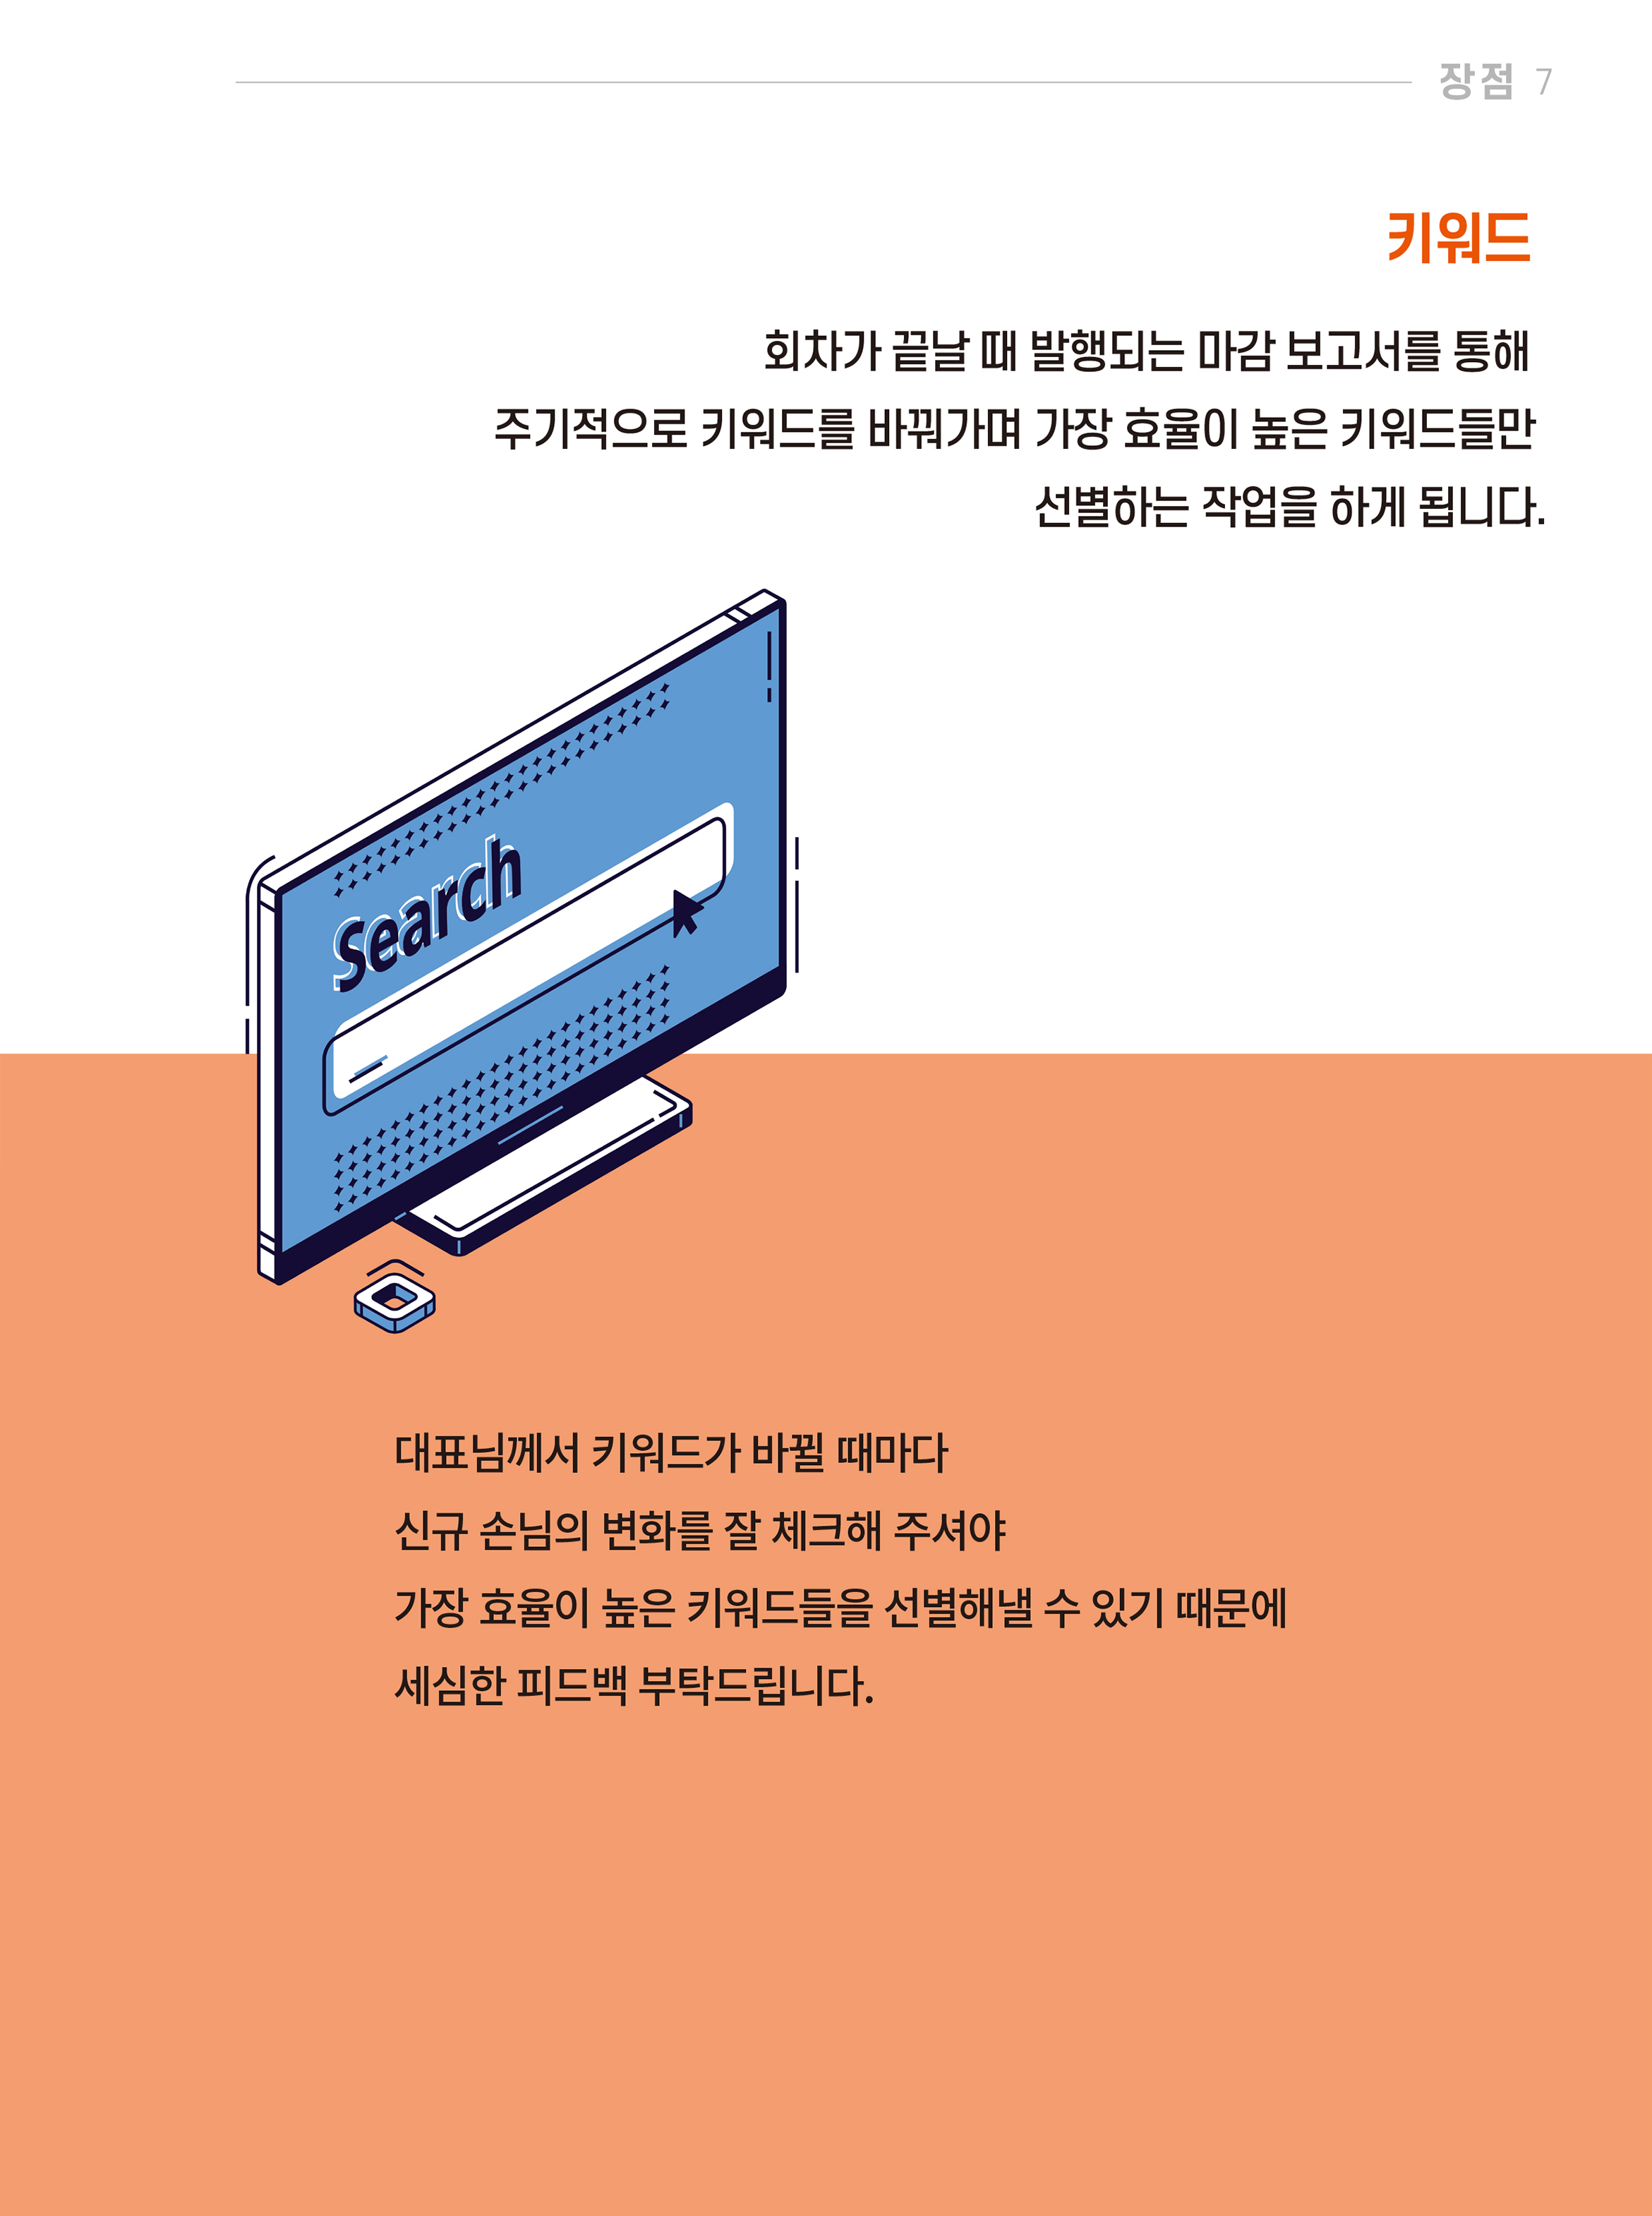 장점 7
키워드
회차가 끝날 때 발행되는 마감 보고서를 통해
주기적으로 키워드를 바꿔가며 가장 효율이 높은 키워드들만
선별하는 작업을 하게 됩니다.
Search
대표님께서 키워드가 바뀔 때마다
신규 손님의 변화를 잘 체크해 주셔야
가장 효율이 높은 키워드들을 선별해낼 수 있기 때문에
세심한 피드백 부탁드립니다.